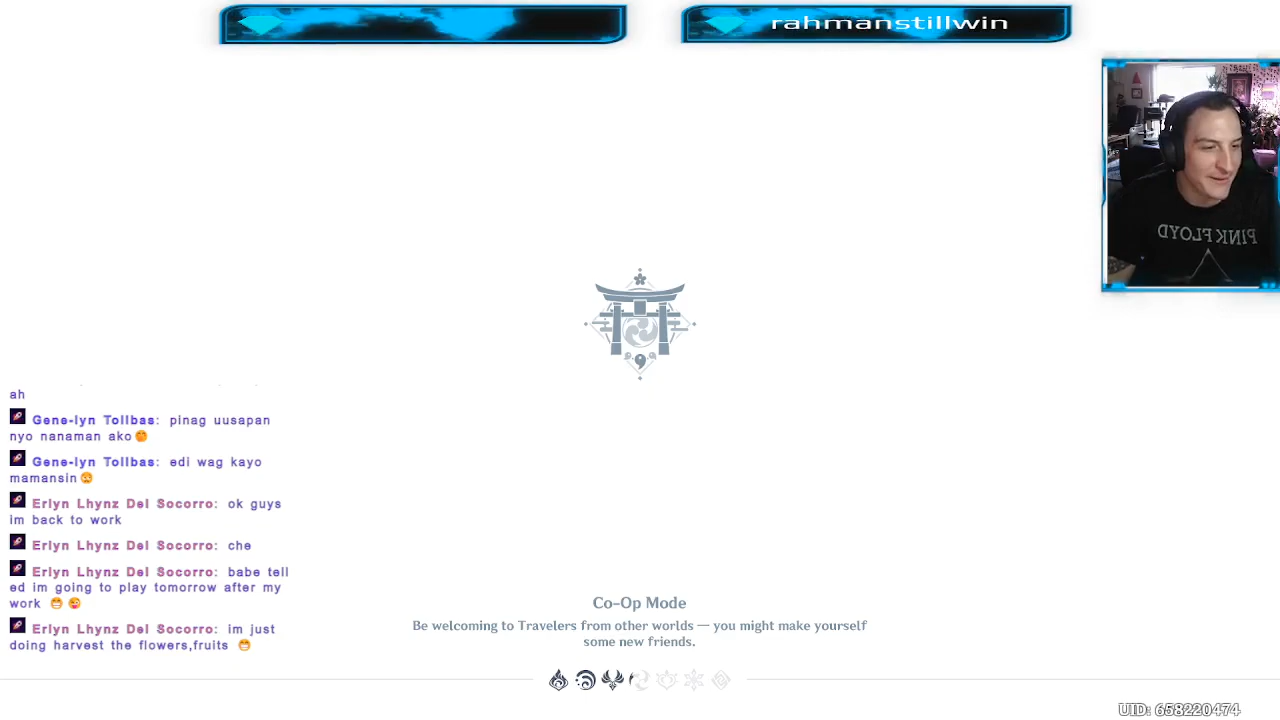 rahmanstillwin
PINK FLOYD
ah
Gene-lyn Tollbas: pinag uusapan
nyo nanaman ako🤭
Gene-lyn Tollbas: edi wag kayo
mamansin
Erlyn Lhynz Del Socorro: ok guys
im back to work
Erlyn Lhynz Del Socorro: che
Erlyn Lhynz Del Socorro: babe tell
ed im going to play tomorrow after my
work 😁 😜
Erlyn Lhynz Del Socorro: im just
doing harvest the flowers,fruits 😁
Co-Op Mode
Be welcoming to Travelers from other worlds — you might make yourself
some new friends.
UID: 658220474